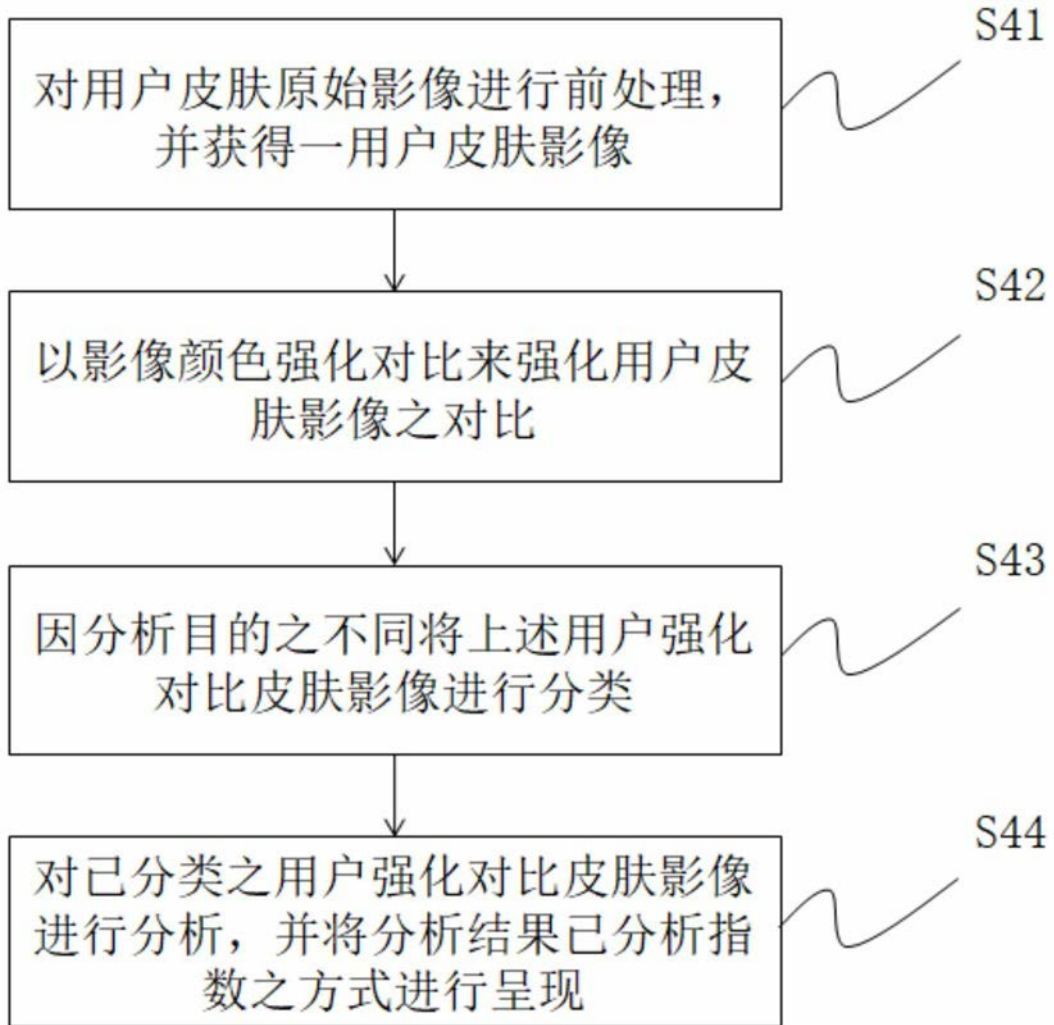 S41
对用户皮肤原始影像进行前处理，
并获得一用户皮肤影像
S42
以影像颜色强化对比来强化用户皮
肤影像之对比
S43
因分析目的之不同将上述用户强化
对比皮肤影像进行分类
S44
对已分类之用户强化对比皮肤影像
进行分析，并将分析结果已分析指
数之方式进行呈现